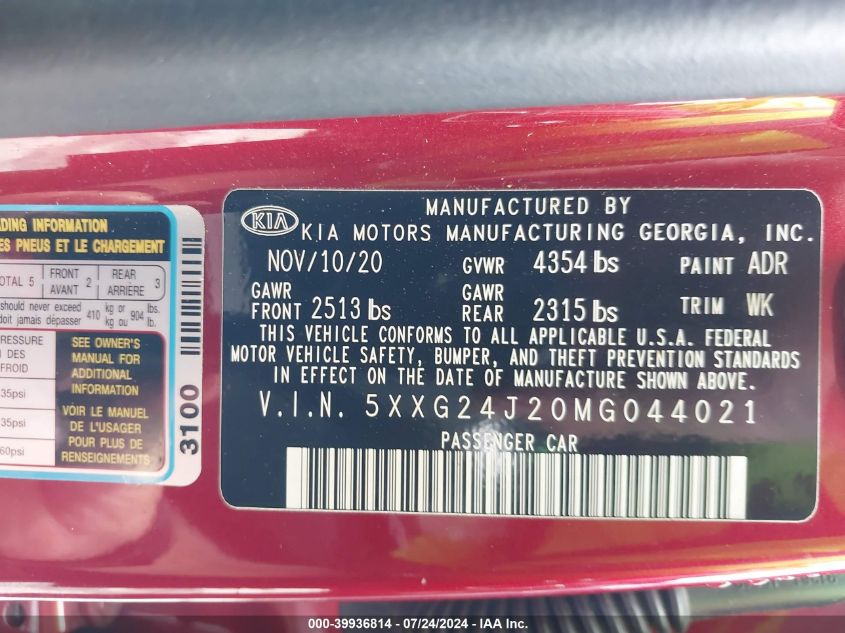 DING INFORMATION
ES PNEUS ET LE CHARGEMENT
OTAL 5 FRONT AVANT 2 REAR ARRIÈRE 3
should never exceed 410 kg or 904 lb.
doit jamais dépasser kg ou lb.
RESSURE
N DES
FROID
35psi
35psi
60psi
SEE OWNER'S
MANUAL FOR
ADDITIONAL
INFORMATION
VOIR LE MANUEL
DE L'USAGER
POUR PLUS DE
RENSEIGNEMENTS
3100
KIA
MANUFACTURED BY
KIA MOTORS MANUFACTURING GEORGIA, INC.
NOV/10/20 GVWR 4354 lbs PAINT ADR
GAWR FRONT 2513 lbs GAWR REAR 2315 lbs TRIM WK
THIS VEHICLE CONFORMS TO ALL APPLICABLE U.S.A. FEDERAL
MOTOR VEHICLE SAFETY, BUMPER, AND THEFT PREVENTION STANDARDS
IN EFFECT ON THE DATE OF MANUFACTURE SHOWN ABOVE.
V.I.N. 5XXG24J20MG044021
PASSENGER CAR
000-39936814 - 07/24/2024 - IAA Inc.